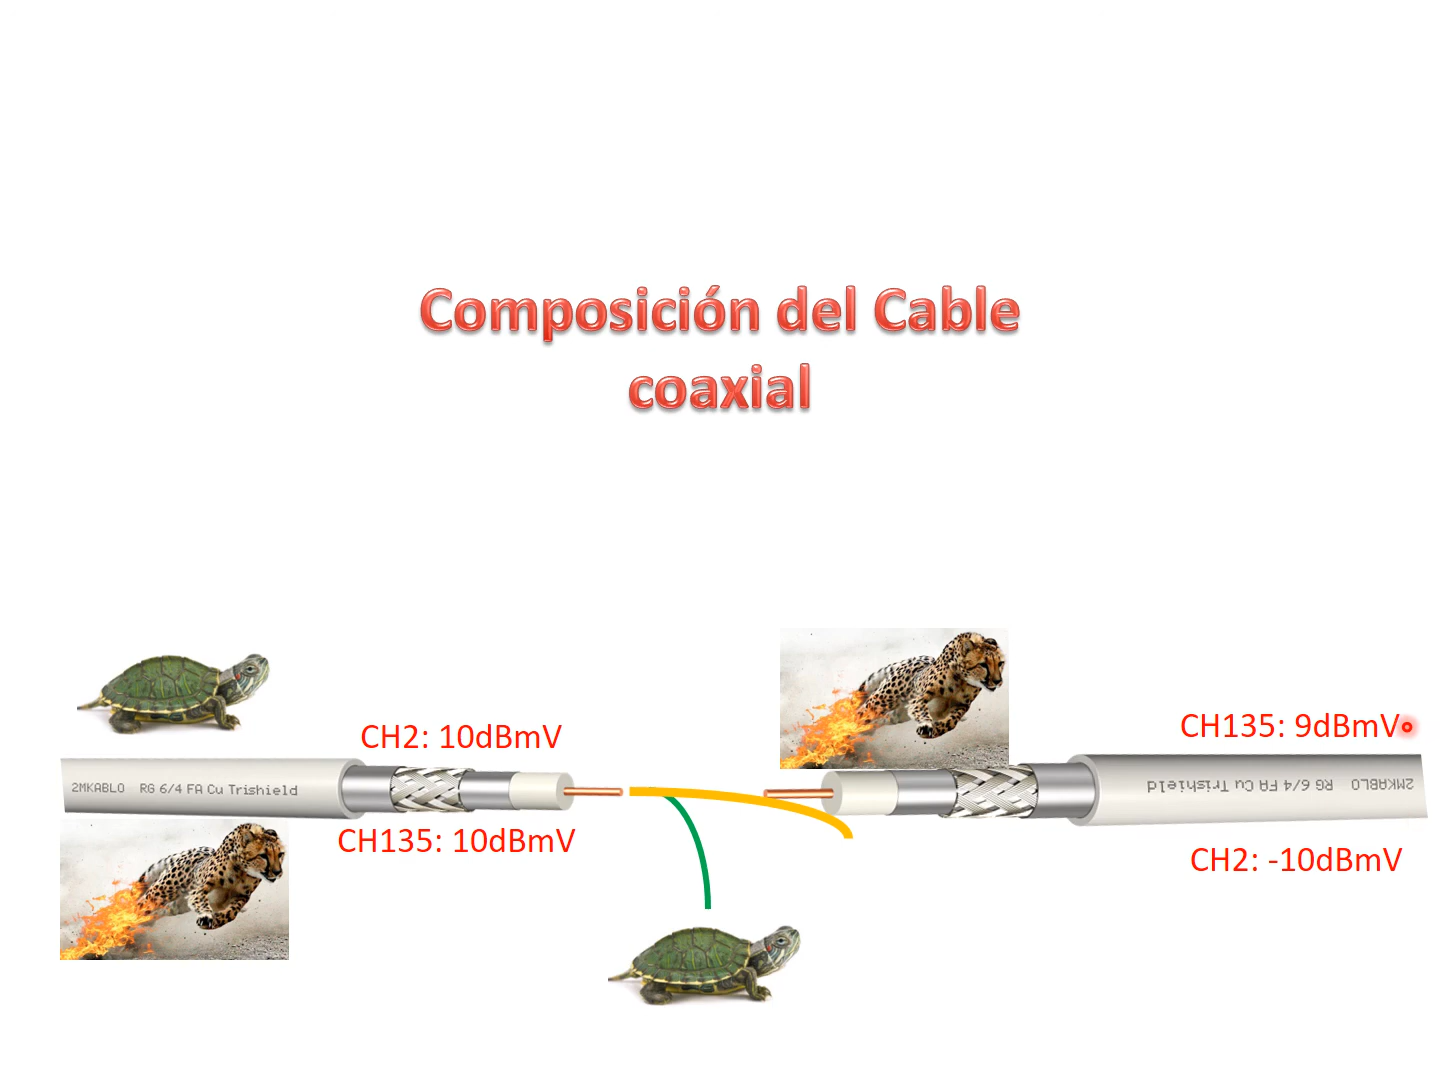 Composición del Cable
coaxial
CH2: 10dBmV
CH135: 9dBmV
2MKABLO RG 6/4 FA Cu Trishield
2MKABLO RG 6/4 FA Cu Trishield
CH135: 10dBmV
CH2: -10dBmV